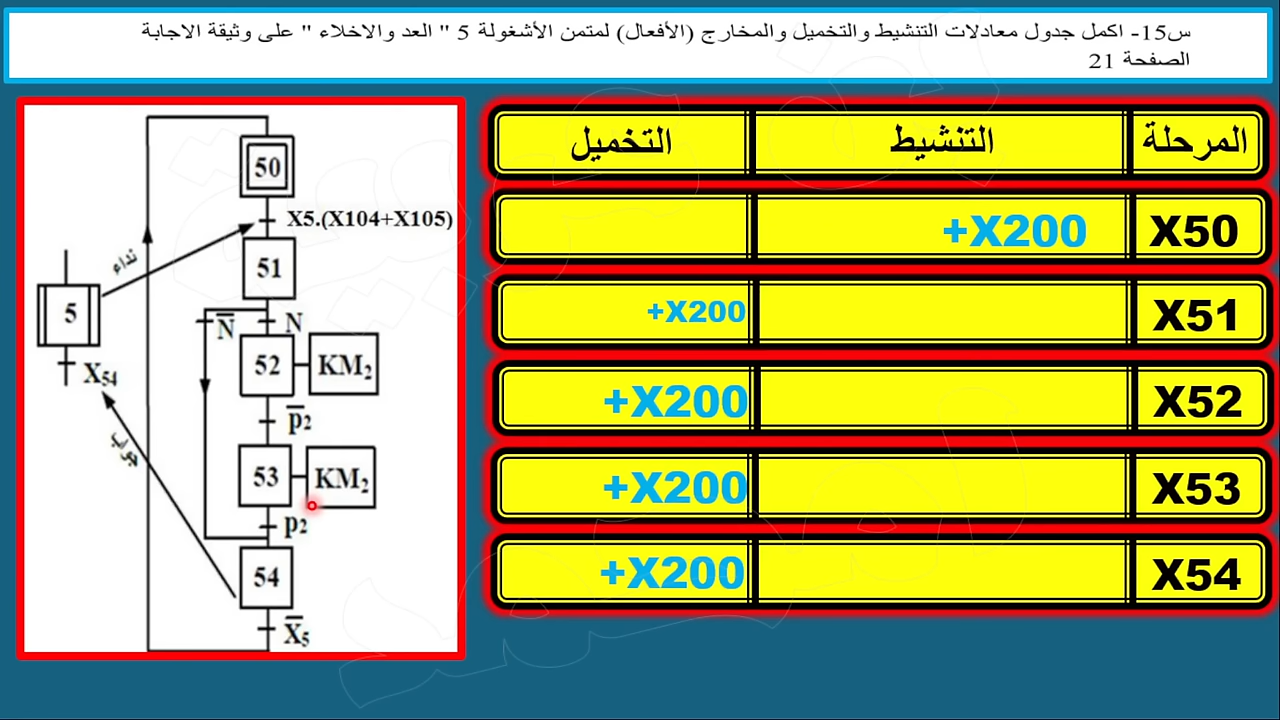 س15- اكمل جدول معادلات التنشيط والتخميل والمخارج (الأفعال) لمتمن الأشغولة 5 " العد والاخلاء " على وثيقة الاجابة
الصفحة 21
50
X5.(X104+X105)
نداء
51
5
N̅
N
52
KM₂
X₅₄
p̅₂
جواب
53
KM₂
p₂
54
X̅₅
المرحلة التنشيط التخميل
X50 +X200
X51 +X200
X52 +X200
X53 +X200
X54 +X200